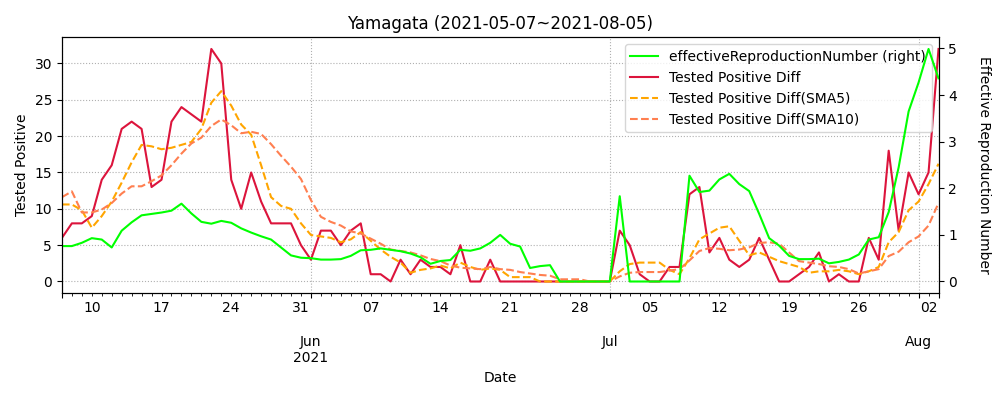 Yamagata (2021-05-07~2021-08-05)
effectiveReproductionNumber (right)
Tested Positive Diff
Tested Positive Diff(SMA5)
Tested Positive Diff(SMA10)
Tested Positive
30
25
20
15
10
5
0
5
4
3
2
1
0
Effective Reproduction Number
10 17 24 31 07 14 21 28 05 12 19 26 02
Jun Jul Aug
2021
Date